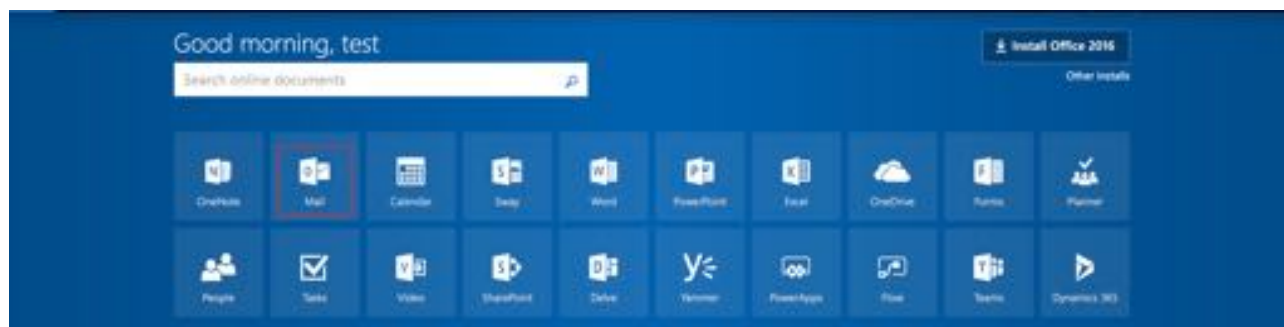 Good morning, test
Install Office 2016
Search online documents
Other installs
OneNote Mail Calendar Sway Word PowerPoint Excel OneDrive Forms Planner
People Tasks Video SharePoint Delve Yammer PowerApps Flow Teams Dynamics 365